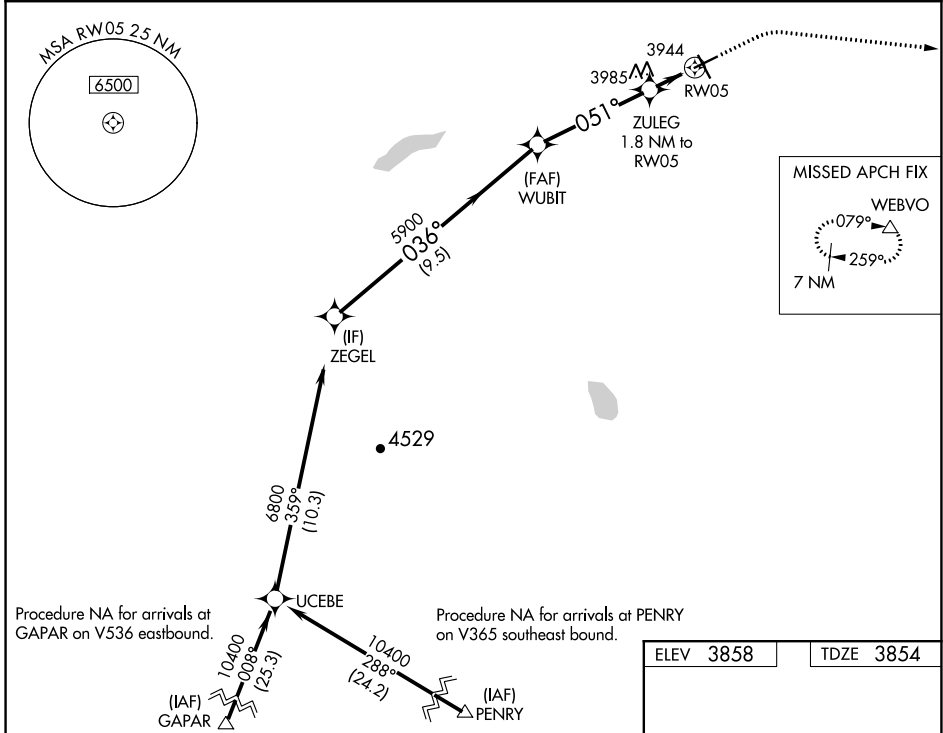 MSA RW05 25 NM
6500
3944
3985
RW05
051°
ZULEG
1.8 NM to
RW05
(FAF)
WUBIT
MISSED APCH FIX
WEBVO
079°
259°
7 NM
5900
036°
(9.5)
(IF)
ZEGEL
4529
6800
359°
(10.3)
UCEBE
Procedure NA for arrivals at
GAPAR on V536 eastbound.
Procedure NA for arrivals at PENRY
on V365 southeast bound.
10400
008°
(25.3)
10400
288°
(24.2)
(IAF)
GAPAR
(IAF)
PENRY
ELEV 3858
TDZE 3854